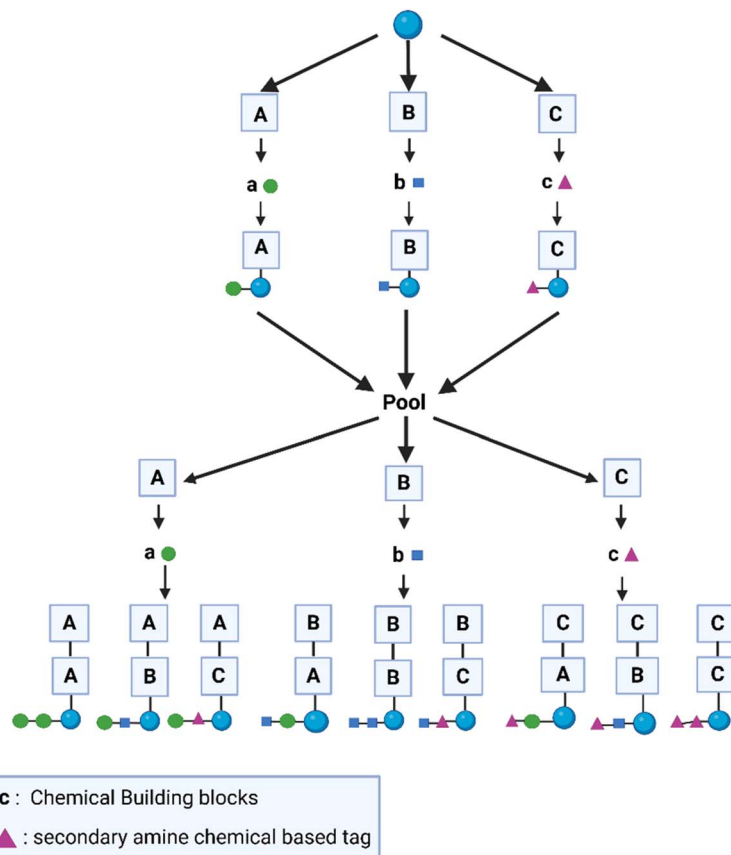 A B C
a b c
A B C
Pool
A B C
a b c
A A A B B B C C C
A B C A B C A B C
c : Chemical Building blocks
: secondary amine chemical based tag